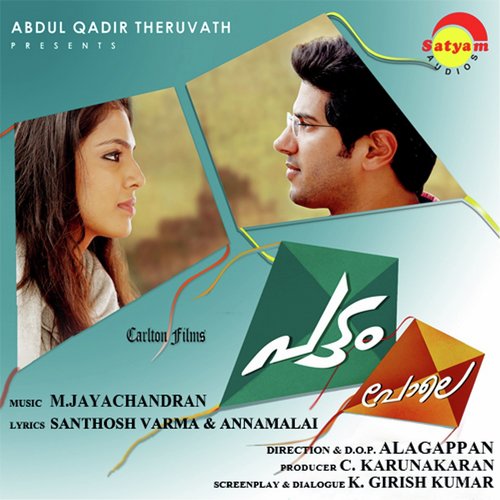 ABDUL QADIR THERUVATH
PRESENTS
Satyam
AUDIOS
Carlton Films
പട്ടം
പോലെ
MUSIC M.JAYACHANDRAN
LYRICS SANTHOSH VARMA & ANNAMALAI
DIRECTION & D.O.P. ALAGAPPAN
PRODUCER C. KARUNAKARAN
SCREENPLAY & DIALOGUE K. GIRISH KUMAR